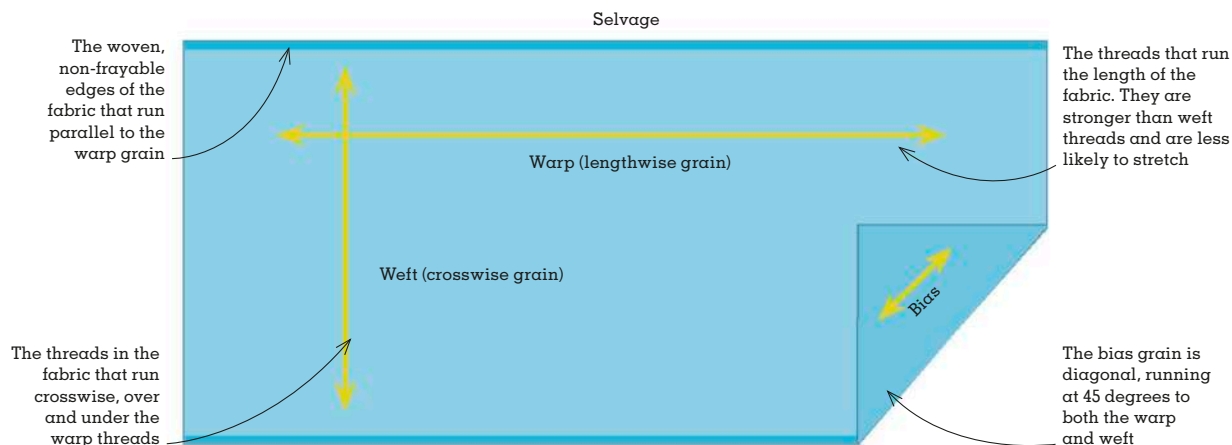 Selvage
The woven,
non-frayable
edges of the
fabric that run
parallel to the
warp grain
The threads that run
the length of the
fabric. They are
stronger than weft
threads and are less
likely to stretch
Warp (lengthwise grain)
Weft (crosswise grain)
Bias
The threads in the
fabric that run
crosswise, over
and under the
warp threads
The bias grain is
diagonal, running
at 45 degrees to
both the warp
and weft